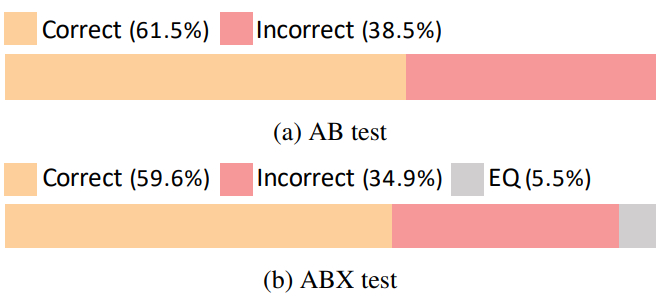 Correct (61.5%) Incorrect (38.5%)
(a) AB test
Correct (59.6%) Incorrect (34.9%) EQ (5.5%)
(b) ABX test